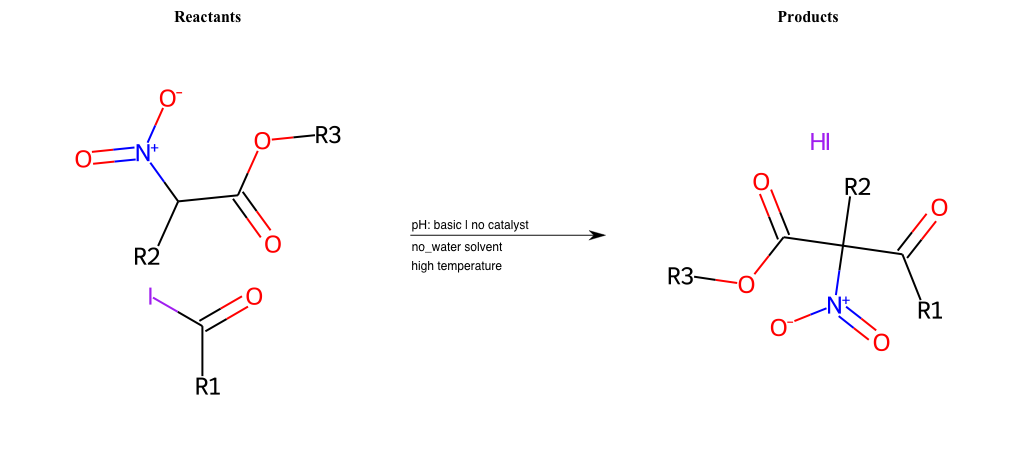 Reactants
Products
O⁻
O
N⁺
O
R3
R2
O
I
O
R1
pH: basic | no catalyst
no_water solvent
high temperature
HI
O
R2
O
R3
O
N⁺
O⁻
O
R1